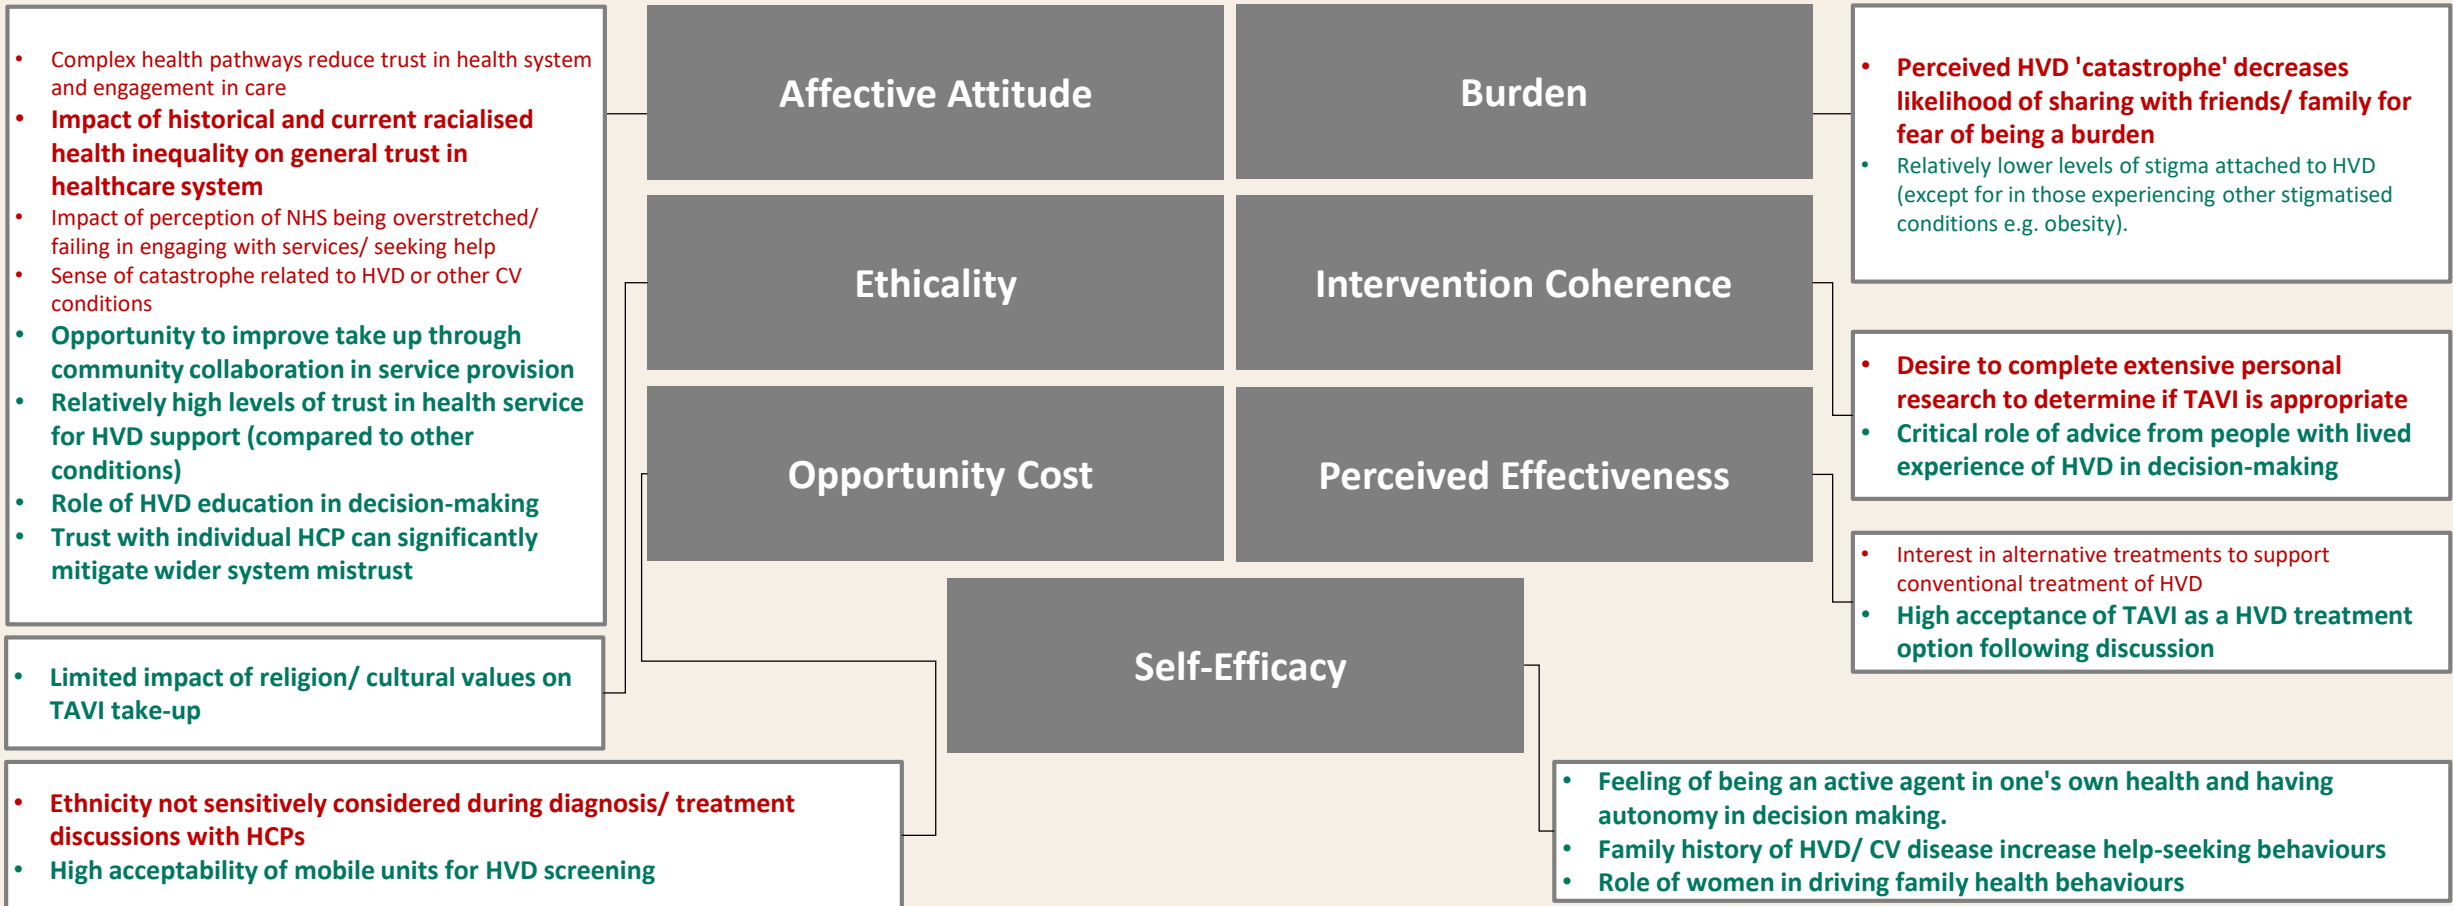 • Complex health pathways reduce trust in health system
and engagement in care
• Impact of historical and current racialised
health inequality on general trust in
healthcare system
• Impact of perception of NHS being overstretched/
failing in engaging with services/ seeking help
• Sense of catastrophe related to HVD or other CV
conditions
• Opportunity to improve take up through
community collaboration in service provision
• Relatively high levels of trust in health service
for HVD support (compared to other
conditions)
• Role of HVD education in decision-making
• Trust with individual HCP can significantly
mitigate wider system mistrust
• Limited impact of religion/ cultural values on
TAVI take-up
• Ethnicity not sensitively considered during diagnosis/ treatment
discussions with HCPs
• High acceptability of mobile units for HVD screening
Affective Attitude
Burden
Ethicality
Intervention Coherence
Opportunity Cost
Perceived Effectiveness
Self-Efficacy
• Perceived HVD 'catastrophe' decreases
likelihood of sharing with friends/ family for
fear of being a burden
• Relatively lower levels of stigma attached to HVD
(except for in those experiencing other stigmatised
conditions e.g. obesity).
• Desire to complete extensive personal
research to determine if TAVI is appropriate
• Critical role of advice from people with lived
experience of HVD in decision-making
• Interest in alternative treatments to support
conventional treatment of HVD
• High acceptance of TAVI as a HVD treatment
option following discussion
• Feeling of being an active agent in one's own health and having
autonomy in decision making.
• Family history of HVD/ CV disease increase help-seeking behaviours
• Role of women in driving family health behaviours